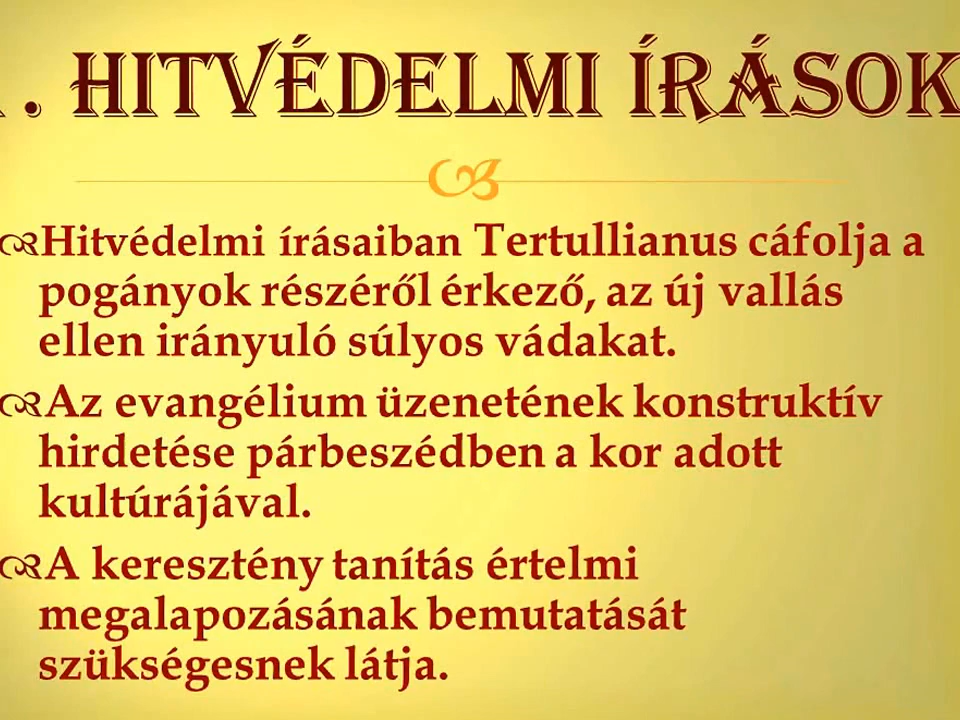 . HITVÉDELMI ÍRÁSOK
Hitvédelmi írásaiban Tertullianus cáfolja a
pogányok részéről érkező, az új vallás
ellen irányuló súlyos vádakat.
Az evangélium üzenetének konstruktív
hirdetése párbeszédben a kor adott
kultúrájával.
A keresztény tanítás értelmi
megalapozásának bemutatását
szükségesnek látja.